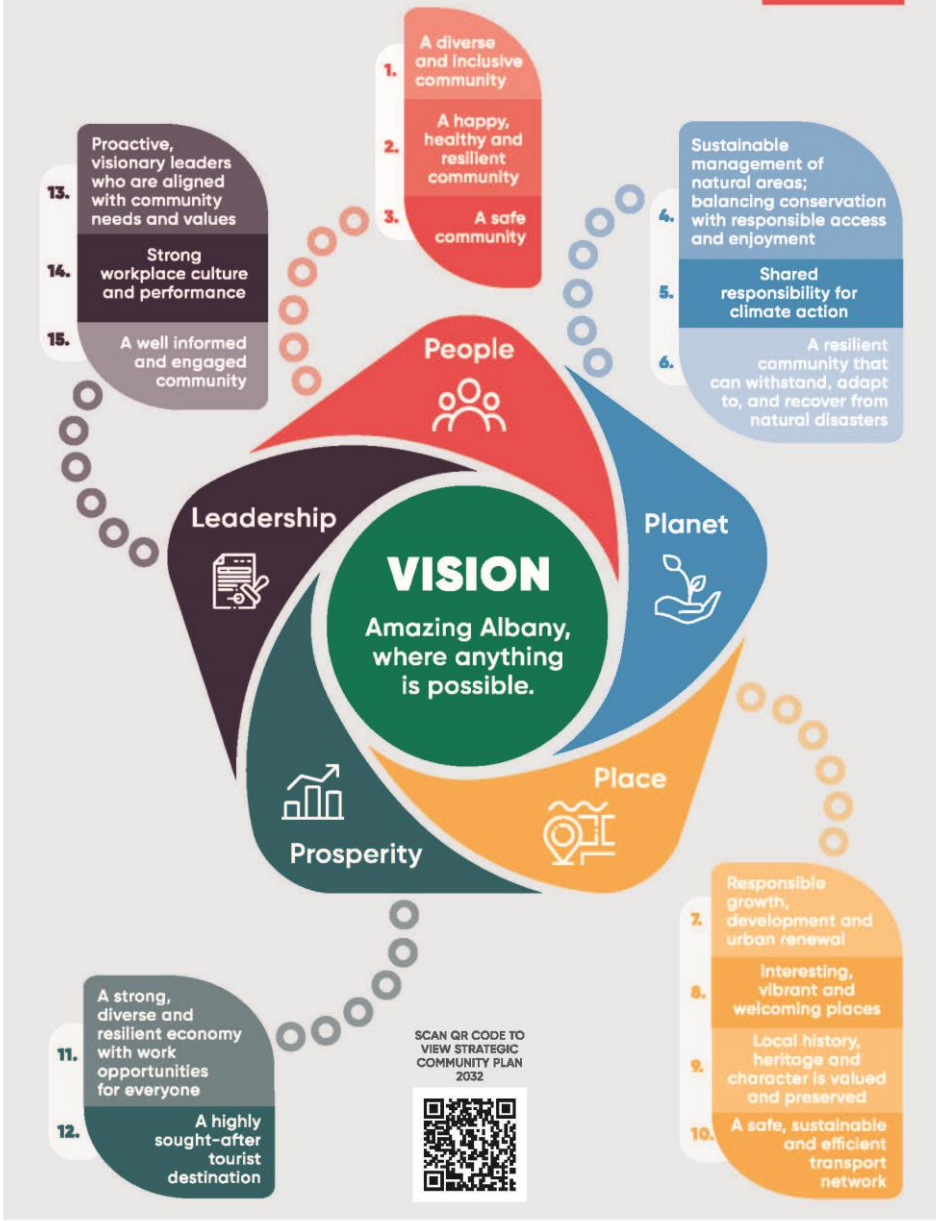 1.
A diverse
and inclusive
community
2.
A happy,
healthy and
resilient
community
3.
A safe
community
Sustainable
management of
natural areas;
4.
balancing conservation
with responsible access
and enjoyment
5.
Shared
responsibility for
climate action
6.
A resilient
community that
can withstand, adapt
to, and recover from
natural disasters
13.
Proactive,
visionary leaders
who are aligned
with community
needs and values
14.
Strong
workplace culture
and performance
15.
A well informed
and engaged
community
People
Leadership
Planet
VISION
Amazing Albany,
where anything
is possible.
Place
Prosperity
7.
Responsible
growth,
development and
urban renewal
8.
Interesting,
vibrant and
welcoming places
9.
Local history,
heritage and
character is valued
and preserved
10.
A safe, sustainable
and efficient
transport
network
11.
A strong,
diverse and
resilient economy
with work
opportunities
for everyone
12.
A highly
sought-after
tourist
destination
SCAN QR CODE TO
VIEW STRATEGIC
COMMUNITY PLAN
2032